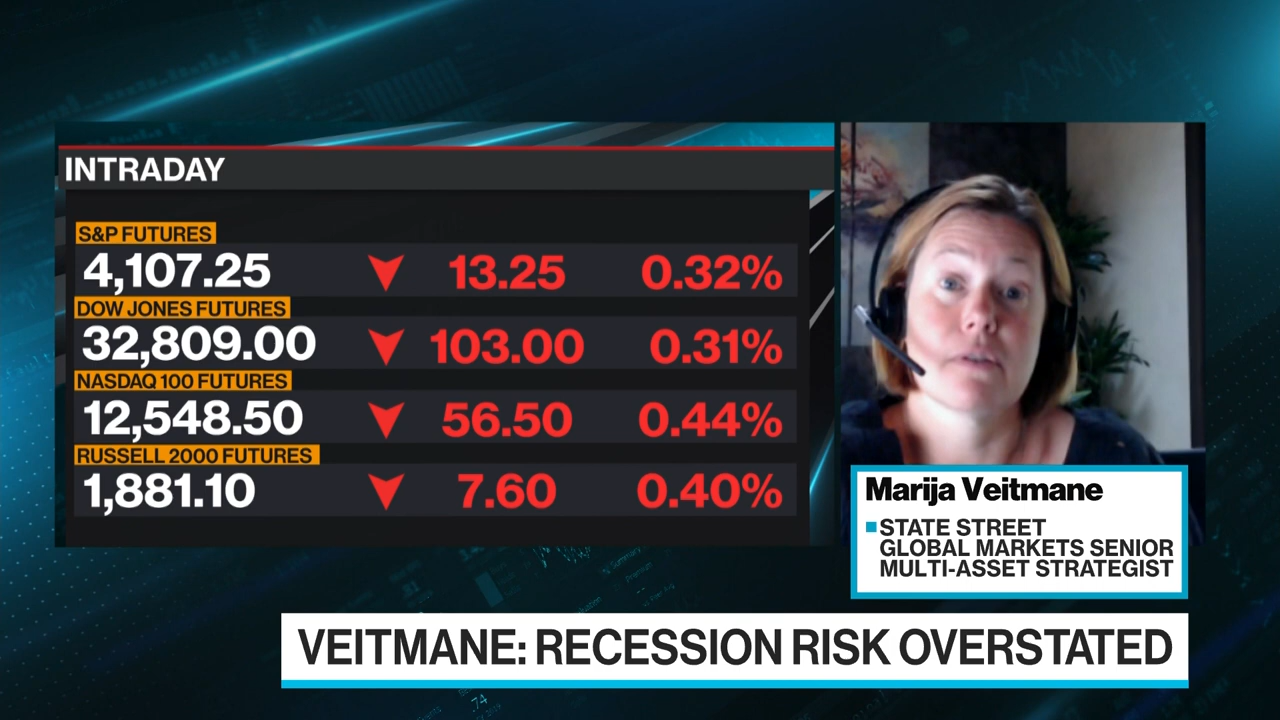 INTRADAY
S&P FUTURES
4,107.25 13.25 0.32%
DOW JONES FUTURES
32,809.00 103.00 0.31%
NASDAQ 100 FUTURES
12,548.50 56.50 0.44%
RUSSELL 2000 FUTURES
1,881.10 7.60 0.40%
Marija Veitmane
STATE STREET
GLOBAL MARKETS SENIOR
MULTI-ASSET STRATEGIST
VEITMANE: RECESSION RISK OVERSTATED
74